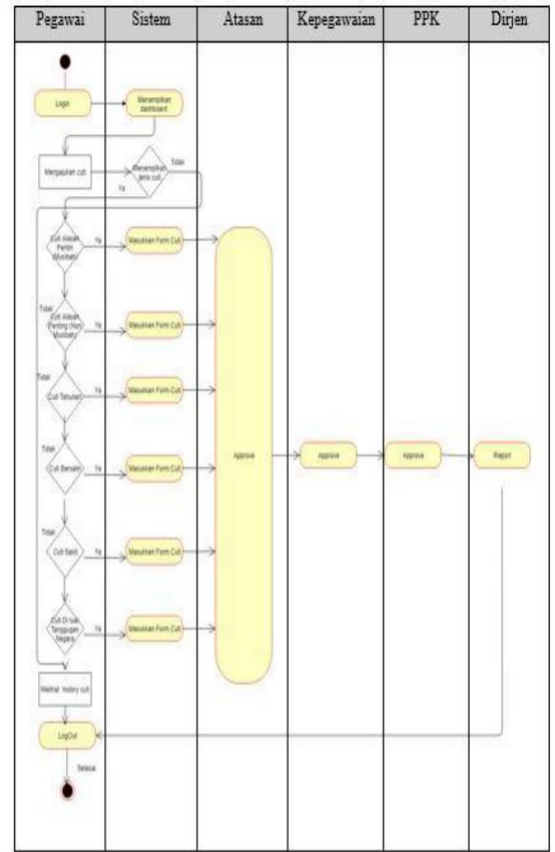 Pegawai
Sistem
Atasan
Kepegawaian
PPK
Dirjen
Login
Menampilkan
dashboard
Mengajukan cuti
Menampilkan
jenis cuti
Tidak
Ya
Cuti Alasan
Pentin
(Musibah)
Ya
Masukkan Form Cuti
Tidak
Cuti Alasan
Penting (Non
Musibah)
Ya
Masukkan Form Cuti
Tidak
Cuti Tahunan
Ya
Masukkan Form Cuti
Tidak
Cuti Bersalin
Ya
Masukkan Form Cuti
Approve
Approve
Approve
Report
Tidak
Cuti Sakit
Ya
Masukkan Form Cuti
Cuti Di luar
Tanggugan
Negara
Ya
Masukkan Form Cuti
Melihat history cuti
LogOut
Selesai